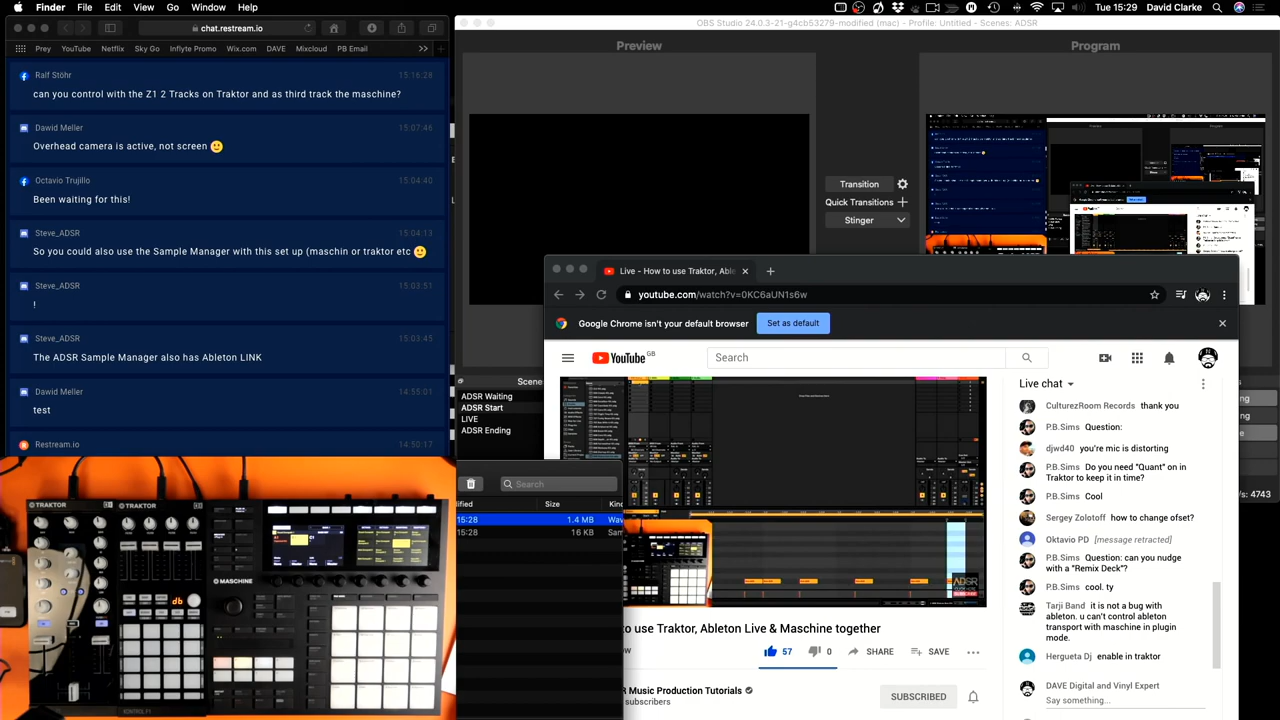 Finder File Edit View Go Window Help
Tue 15:29 David Clarke
chat.restream.io
Prey YouTube Netflix Sky Go Inflyte Promo Wix.com DAVE Mixcloud PB Email
OBS Studio 24.0.3-21-g4cb53279-modified (mac) - Profile: Untitled - Scenes: ADSR
Preview
Program
Ralf Stöhr 15:16:28
can you control with the Z1 2 Tracks on Traktor and as third track the maschine?
Dawid Meller 15:07:46
Overhead camera is active, not screen 🙂
Octavio Trujillo 15:04:40
Been waiting for this!
Steve_ADSR 15:04:13
So you could also use the Sample Manager with this set up (maschin or traktor etc 🙂
Steve_ADSR 15:03:51
!
Steve_ADSR 15:03:45
The ADSR Sample Manager also has Ableton LINK
Dawid Meller 14:55:01
test
Restream.io 14:50:17
Transition
Quick Transitions
Stinger
Scene
ADSR Waiting
ADSR Start
LIVE
ADSR Ending
Live - How to use Traktor, Able
youtube.com/watch?v=0KC6aUN1s6w
Google Chrome isn't your default browser Set as default
YouTube GB
Search
Live chat
CulturezRoom Records thank you
P.B.Sims Question:
djwd40 you're mic is distorting
P.B.Sims Do you need "Quant" on in
Traktor to keep it in time?
P.B.Sims Cool
Sergey Zolotoff how to change ofset?
Oktavio PD [message retracted]
P.B.Sims Question: can you nudge
with a "Remix Deck"?
P.B.Sims cool. ty
Tarji Band it is not a bug with
ableton. u can't control ableton
transport with maschine in plugin
mode.
Hergueta Dj enable in traktor
DAVE Digital and Vinyl Expert
Say something...
Search
ified Size Kin
15:28 1.4 MB Wav
15:28 16 KB Sam
TRAKTOR
TRAKTOR
MASCHINE
KONTROL F1
ADSR
to use Traktor, Ableton Live & Maschine together
57 0 SHARE SAVE
R Music Production Tutorials
subscribers
SUBSCRIBED
/s: 4743